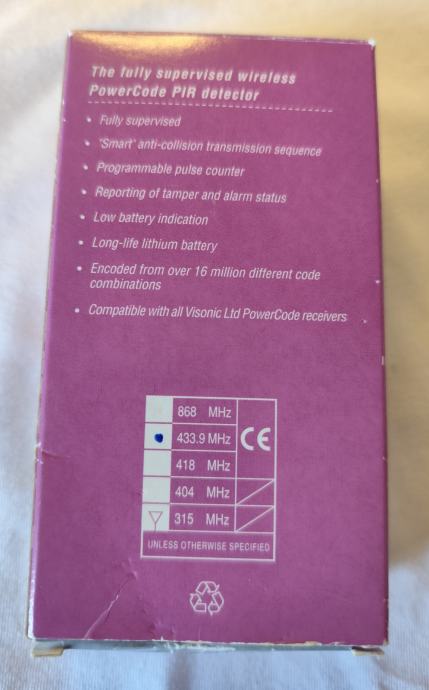 The fully supervised wireless
PowerCode PIR detector
• Fully supervised
• "Smart" anti-collision transmission sequence
• Programmable pulse counter
• Reporting of tamper and alarm status
• Low battery indication
• Long-life lithium battery
• Encoded from over 16 million different code
combinations
• Compatible with all Visonic Ltd PowerCode receivers
868 MHz
433.9 MHz
CE
418 MHz
404 MHz
315 MHz
UNLESS OTHERWISE SPECIFIED